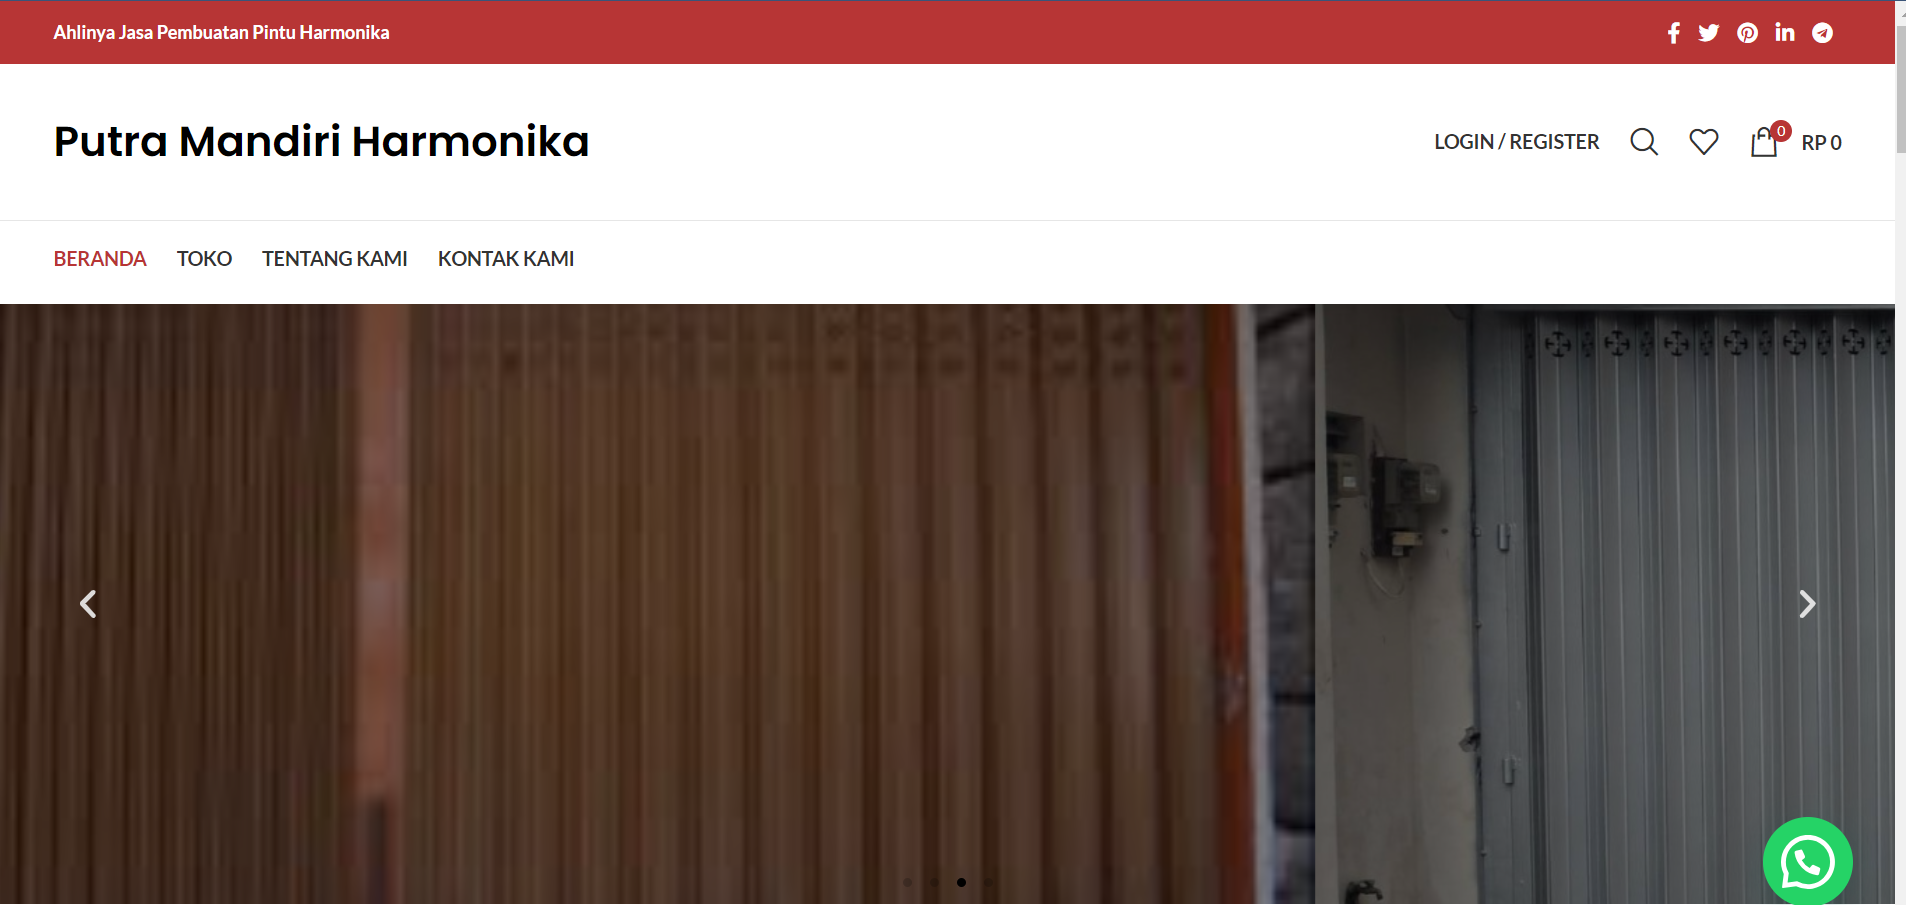 Ahlinya Jasa Pembuatan Pintu Harmonika
Putra Mandiri Harmonika
LOGIN / REGISTER
0
RP 0
BERANDA TOKO TENTANG KAMI KONTAK KAMI